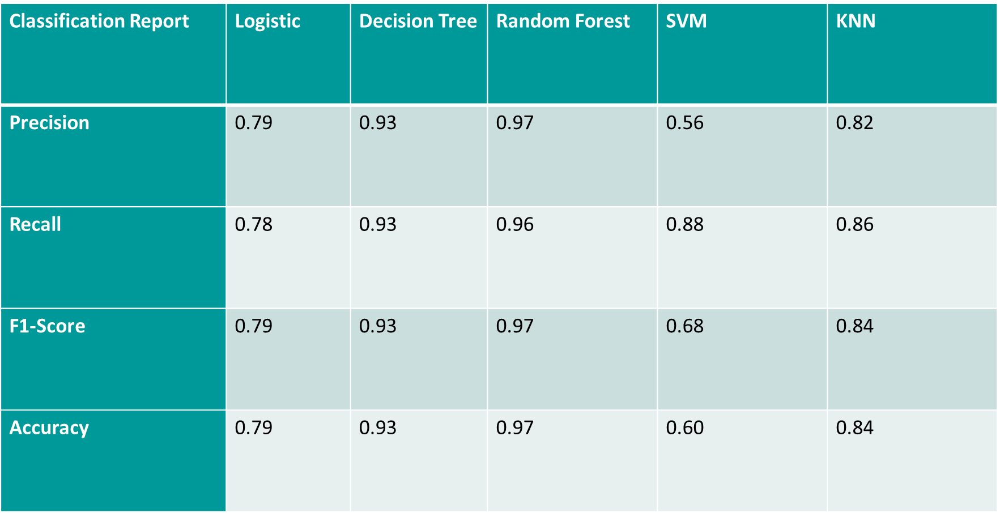 Classification Report Logistic Decision Tree Random Forest SVM KNN
Precision 0.79 0.93 0.97 0.56 0.82
Recall 0.78 0.93 0.96 0.88 0.86
F1-Score 0.79 0.93 0.97 0.68 0.84
Accuracy 0.79 0.93 0.97 0.60 0.84